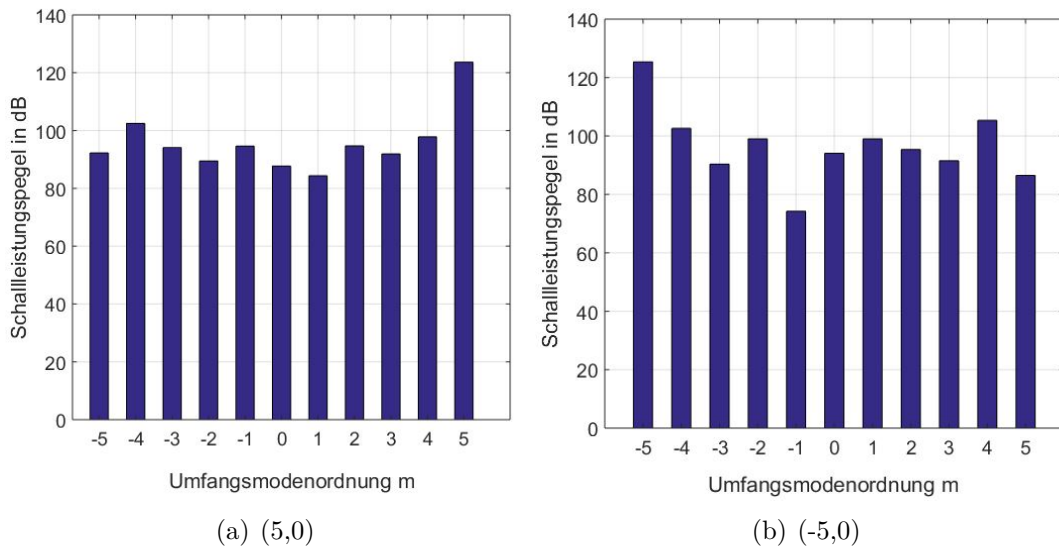 140
120
100
80
60
40
20
0
Schallleistungspegel in dB
-5 -4 -3 -2 -1 0 1 2 3 4 5
Umfangsmodenordnung m
(a) (5,0)
140
120
100
80
60
40
20
0
Schallleistungspegel in dB
-5 -4 -3 -2 -1 0 1 2 3 4 5
Umfangsmodenordnung m
(b) (-5,0)